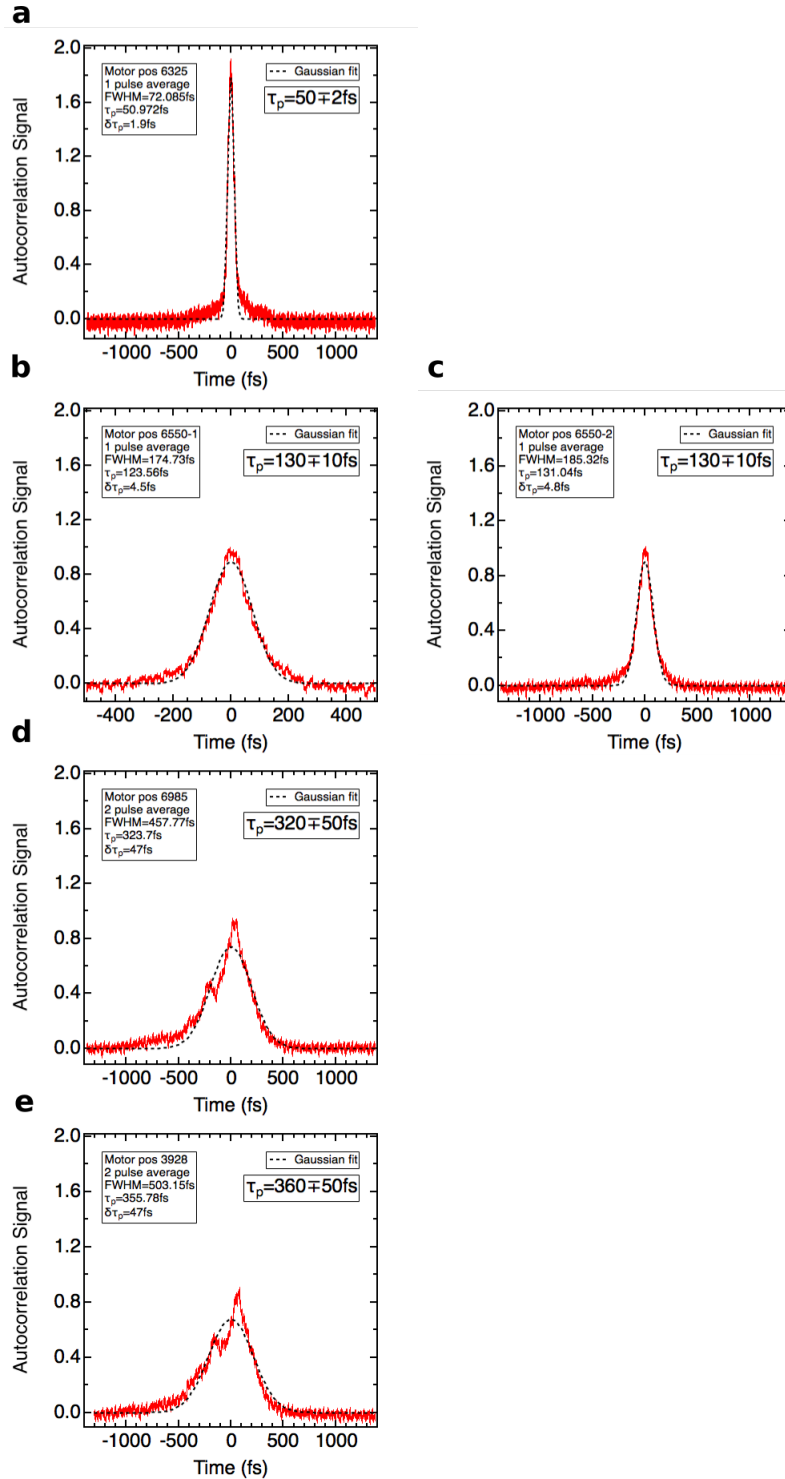 a
2.0
1.6
1.2
0.8
0.4
0.0
Autocorrelation Signal
Motor pos 6325
1 pulse average
FWHM=72.085fs
τp=50.972fs
δτp=1.9fs
Gaussian fit
τp=50∓2fs
-1000 -500 0 500 1000
Time (fs)
b
2.0
1.6
1.2
0.8
0.4
0.0
Autocorrelation Signal
Motor pos 6550-1
1 pulse average
FWHM=174.73fs
τp=123.56fs
δτp=4.5fs
Gaussian fit
τp=130∓10fs
-400 -200 0 200 400
Time (fs)
c
2.0
1.6
1.2
0.8
0.4
0.0
Autocorrelation Signal
Motor pos 6550-2
1 pulse average
FWHM=185.32fs
τp=131.04fs
δτp=4.8fs
Gaussian fit
τp=130∓10fs
-1000 -500 0 500 1000
Time (fs)
d
2.0
1.6
1.2
0.8
0.4
0.0
Autocorrelation Signal
Motor pos 6985
2 pulse average
FWHM=457.77fs
τp=323.7fs
δτp=47fs
Gaussian fit
τp=320∓50fs
-1000 -500 0 500 1000
Time (fs)
e
2.0
1.6
1.2
0.8
0.4
0.0
Autocorrelation Signal
Motor pos 3928
2 pulse average
FWHM=503.15fs
τp=355.78fs
δτp=47fs
Gaussian fit
τp=360∓50fs
-1000 -500 0 500 1000
Time (fs)